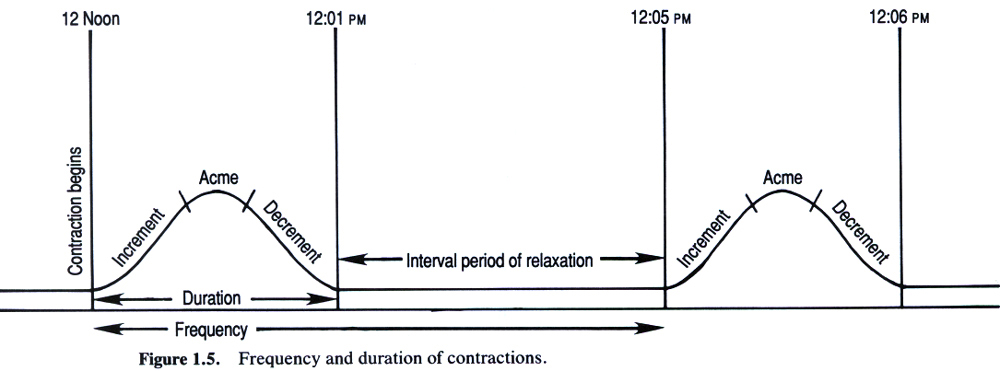 12 Noon
12:01 PM
12:05 PM
12:06 PM
Contraction begins
Increment
Acme
Decrement
Increment
Acme
Decrement
Interval period of relaxation
Duration
Frequency
Figure 1.5. Frequency and duration of contractions.